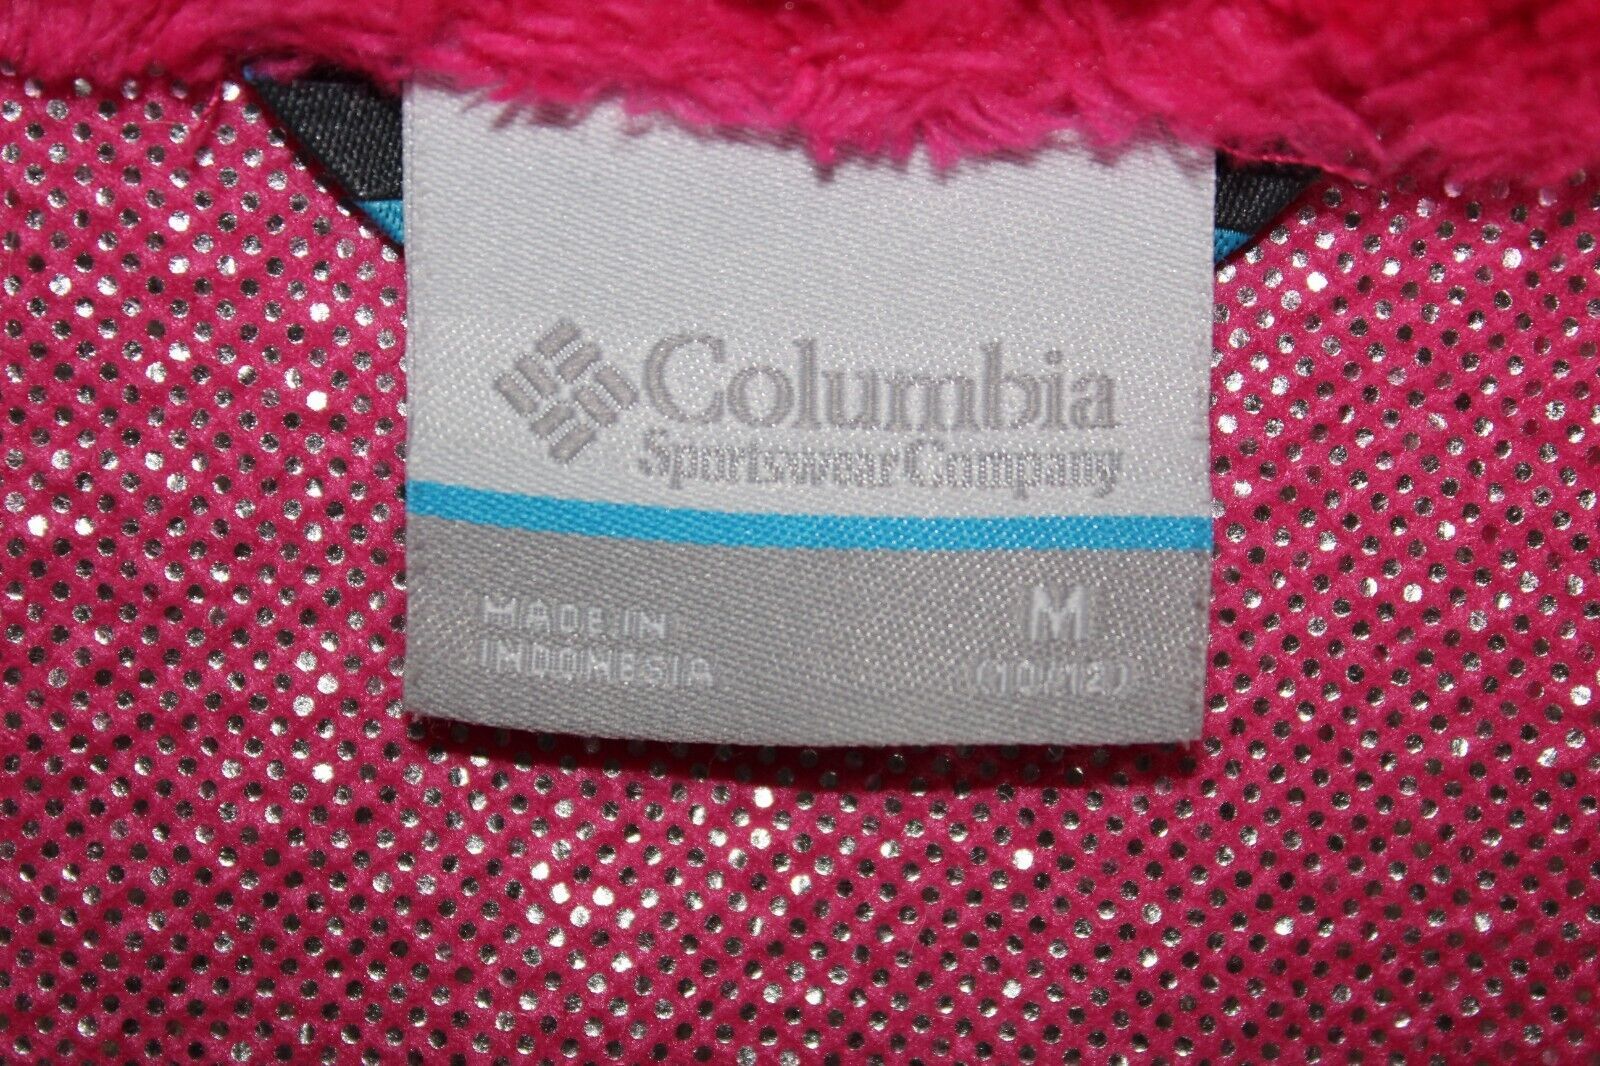 Columbia
Sportswear Company
MADE IN
INDONESIA
M
(10/12)